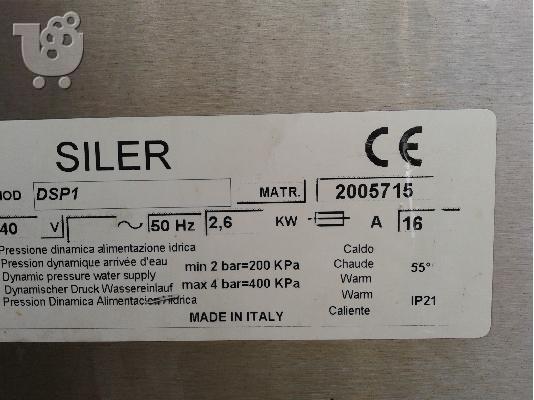 SILER
CE
MOD DSP1 MATR. 2005715
40 V ~ 50 Hz 2,6 KW A 16
Pressione dinamica alimentazione idrica
Pression dynamique arrivée d'eau
Dynamic pressure water supply
Dynamischer Druck Wassereinlauf
Pression Dinamica Alimentacion Hidrica
min 2 bar=200 KPa
max 4 bar=400 KPa
Caldo
Chaude
Warm
Warm
Caliente
55°
IP21
MADE IN ITALY